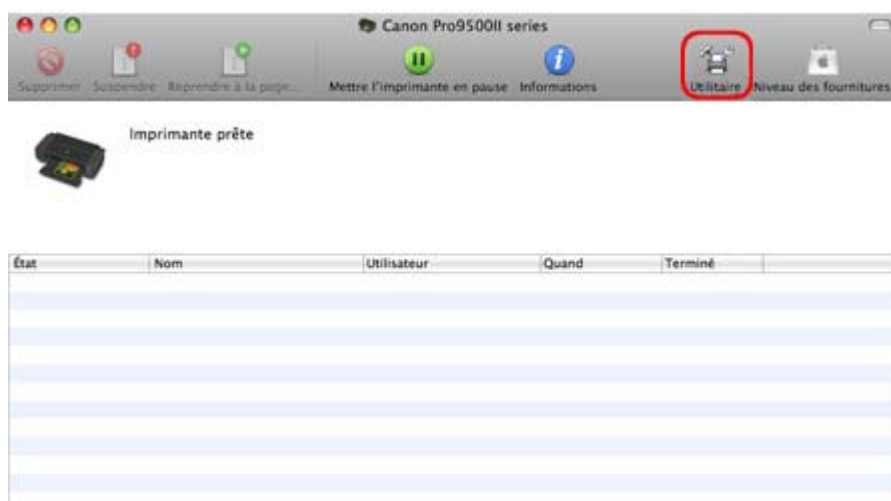 Canon Pro9500II series
Supprimer Suspendre Reprendre à la page... Mettre l'imprimante en pause Informations Utilitaire Niveau des fournitures
Imprimante prête
État Nom Utilisateur Quand Terminé